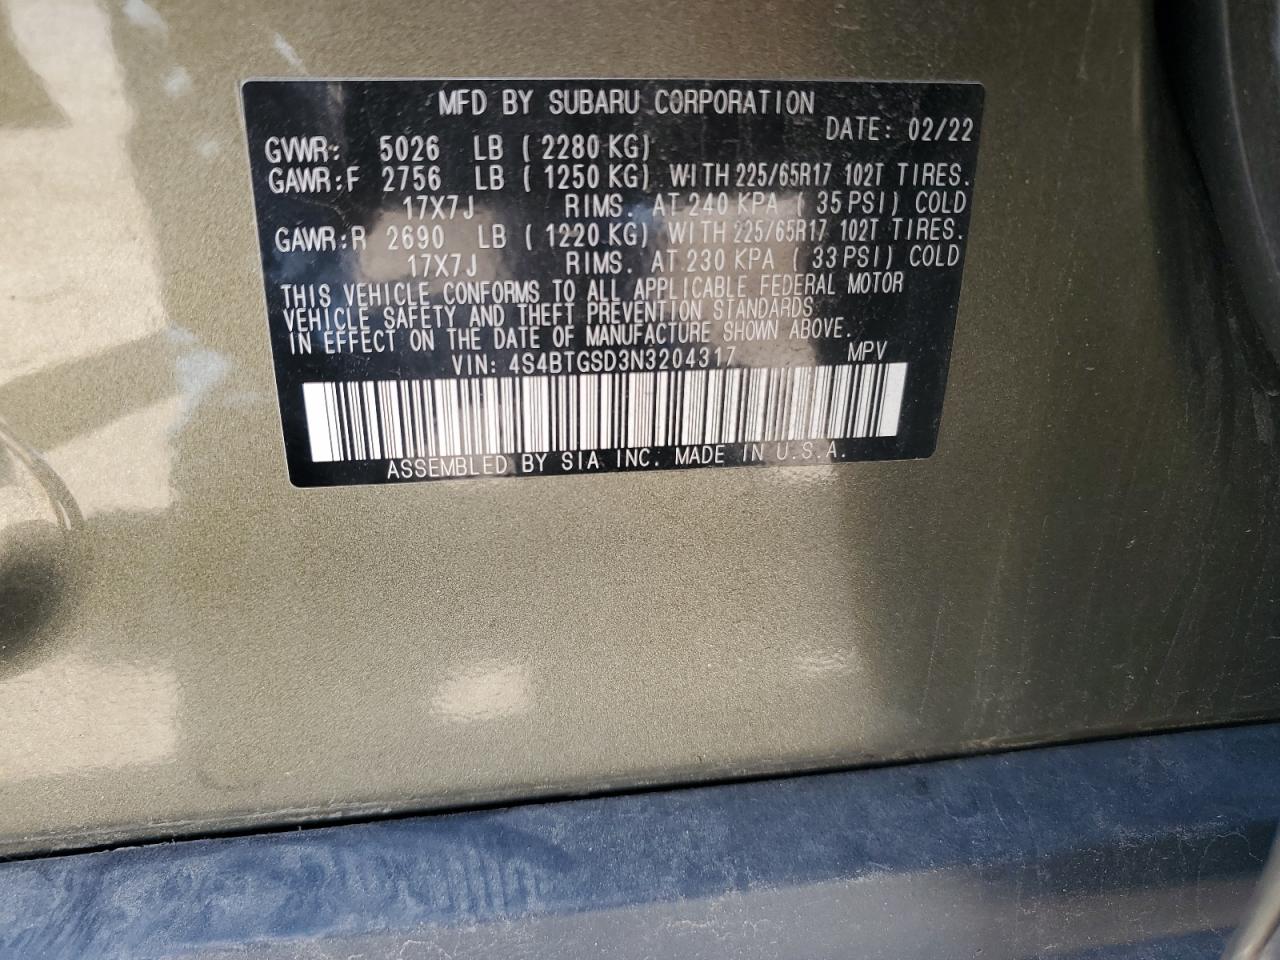 MFD BY SUBARU CORPORATION
DATE: 02/22
GVWR: 5026 LB ( 2280 KG)
GAWR:F 2756 LB ( 1250 KG) WITH 225/65R17 102T TIRES.
17X7J RIMS. AT 240 KPA ( 35 PSI) COLD
GAWR:R 2690 LB ( 1220 KG) WITH 225/65R17 102T TIRES.
17X7J RIMS. AT 230 KPA ( 33 PSI) COLD
THIS VEHICLE CONFORMS TO ALL APPLICABLE FEDERAL MOTOR
VEHICLE SAFETY AND THEFT PREVENTION STANDARDS
IN EFFECT ON THE DATE OF MANUFACTURE SHOWN ABOVE.
VIN: 4S4BTGSD3N3204317 MPV
ASSEMBLED BY SIA INC. MADE IN U.S.A.